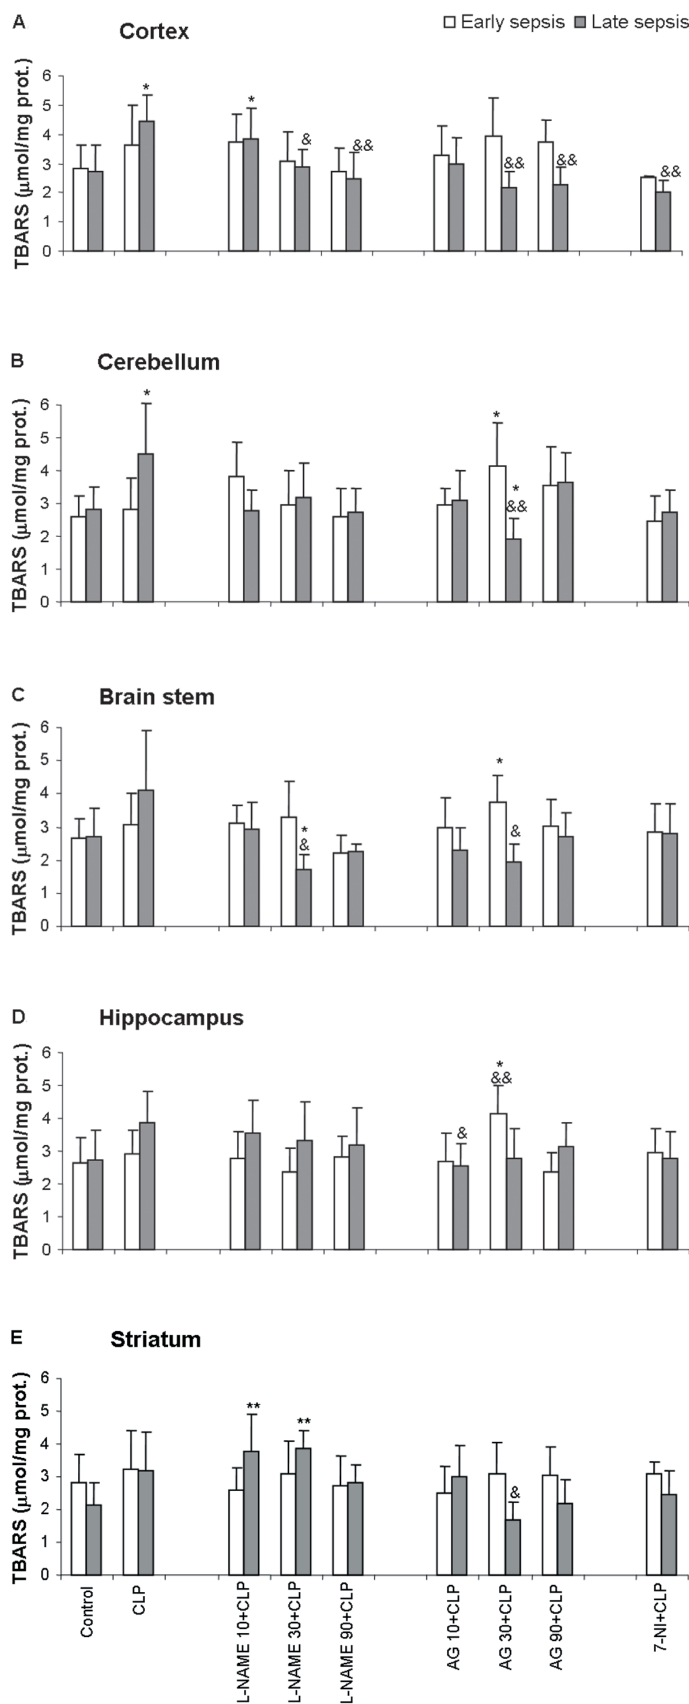 A
Cortex
Early sepsis
Late sepsis
TBARS (μmol/mg prot.)
6
5
4
3
2
1
0
*
*
&
&&
&&
&&
&&
B
Cerebellum
TBARS (μmol/mg prot.)
6
5
4
3
2
1
0
*
*
*
&&
C
Brain stem
TBARS (μmol/mg prot.)
6
5
4
3
2
1
0
*
&
*
&
D
Hippocampus
TBARS (μmol/mg prot.)
6
5
4
3
2
1
0
&
*
&&
E
Striatum
TBARS (μmol/mg prot.)
6
5
4
3
2
1
0
**
**
&
Control
CLP
L-NAME 10+CLP
L-NAME 30+CLP
L-NAME 90+CLP
AG 10+CLP
AG 30+CLP
AG 90+CLP
7-NI+CLP